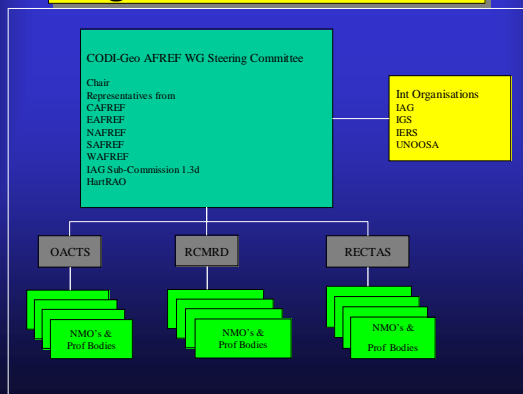 CODI-Geo AFREF WG Steering Committee
Chair
Representatives from
CAFREF
EAFREF
NAFREF
SAFREF
WAFREF
IAG Sub-Commission 1.3d
HartRAO
Int Organisations
IAG
IGS
IERS
UNOOSA
OACTS
RCMRD
RECTAS
NMO's &
Prof Bodies
NMO's &
Prof Bodies
NMO's &
Prof Bodies